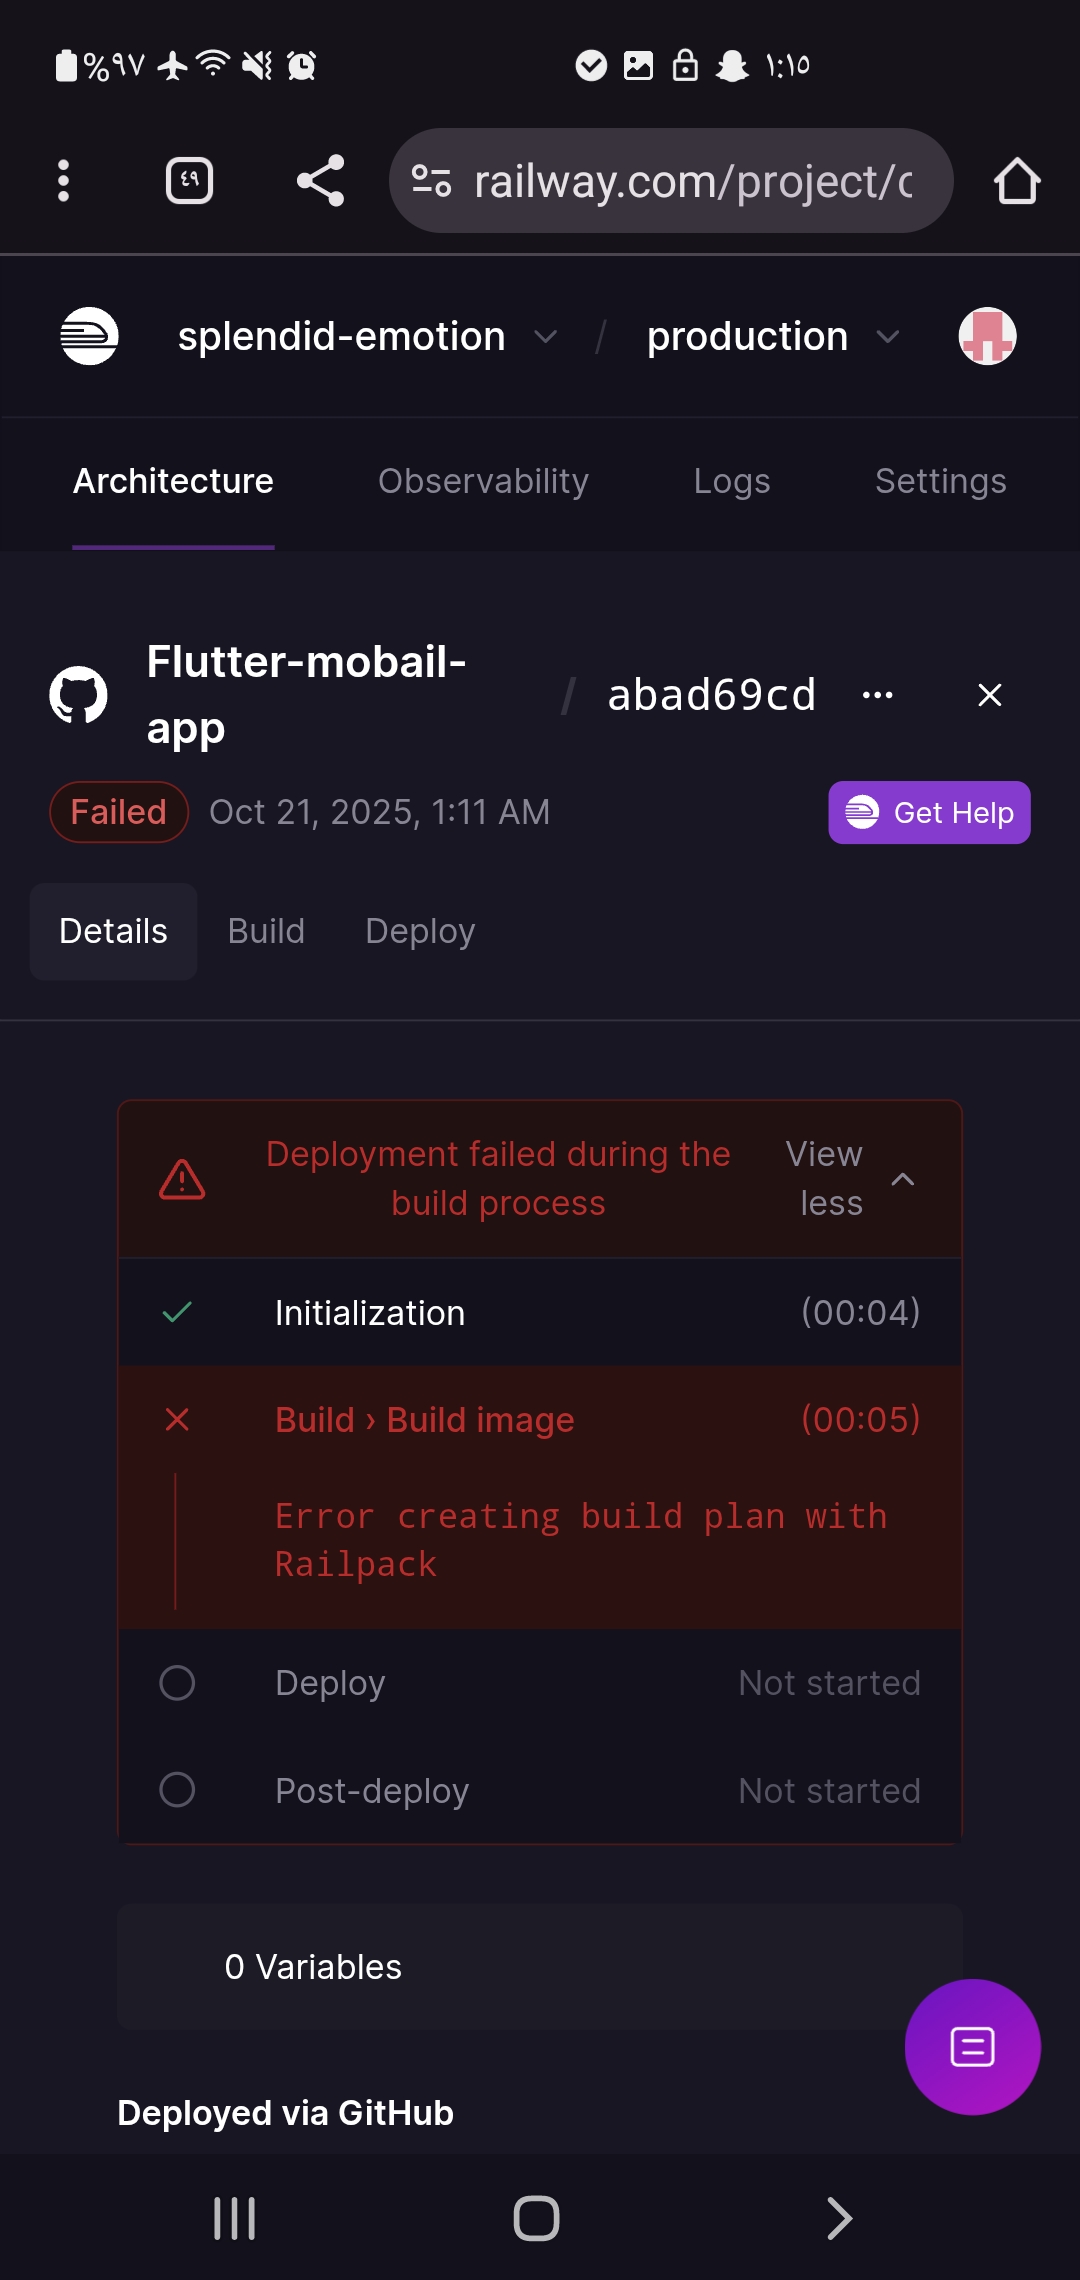 %٩٧
١:١٥
٤٩
railway.com/project/c
splendid-emotion / production
Architecture Observability Logs Settings
Flutter-mobail-
app / abad69cd ...
Failed Oct 21, 2025, 1:11 AM Get Help
Details Build Deploy
Deployment failed during the
build process
View
less
Initialization (00:04)
Build › Build image (00:05)
Error creating build plan with
Railpack
Deploy Not started
Post-deploy Not started
0 Variables
Deployed via GitHub